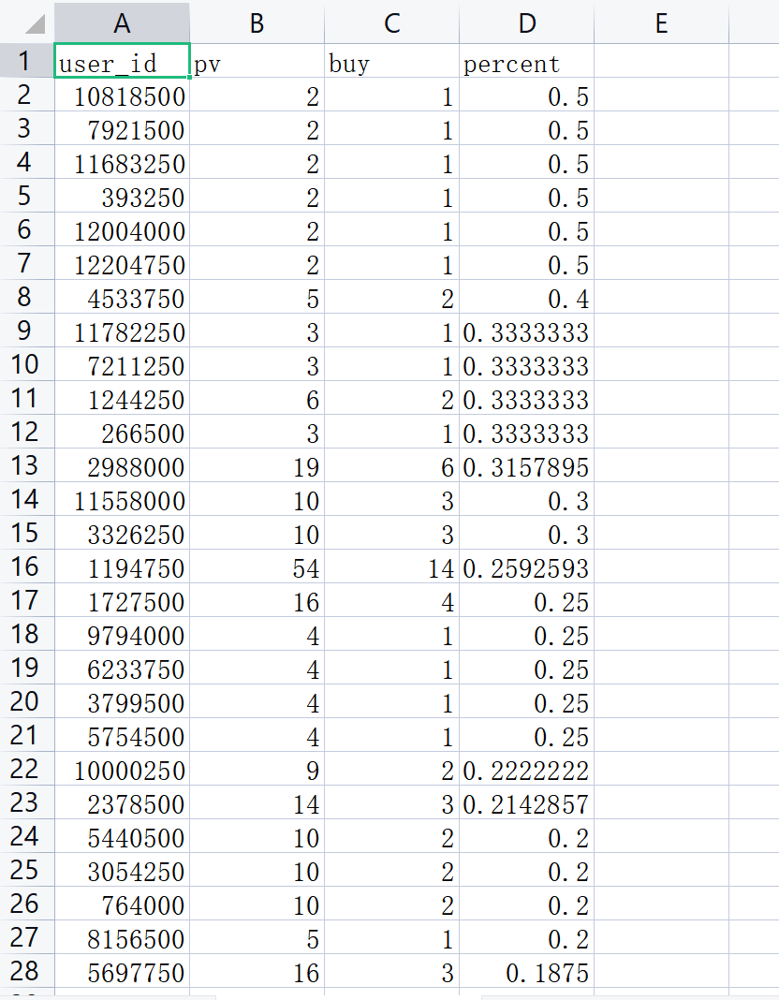 A B C D E
1 user_id pv buy percent
2 10818500 2 1 0.5
3 7921500 2 1 0.5
4 11683250 2 1 0.5
5 393250 2 1 0.5
6 12004000 2 1 0.5
7 12204750 2 1 0.5
8 4533750 5 2 0.4
9 11782250 3 1 0.3333333
10 7211250 3 1 0.3333333
11 1244250 6 2 0.3333333
12 266500 3 1 0.3333333
13 2988000 19 6 0.3157895
14 11558000 10 3 0.3
15 3326250 10 3 0.3
16 1194750 54 14 0.2592593
17 1727500 16 4 0.25
18 9794000 4 1 0.25
19 6233750 4 1 0.25
20 3799500 4 1 0.25
21 5754500 4 1 0.25
22 10000250 9 2 0.2222222
23 2378500 14 3 0.2142857
24 5440500 10 2 0.2
25 3054250 10 2 0.2
26 764000 10 2 0.2
27 8156500 5 1 0.2
28 5697750 16 3 0.1875